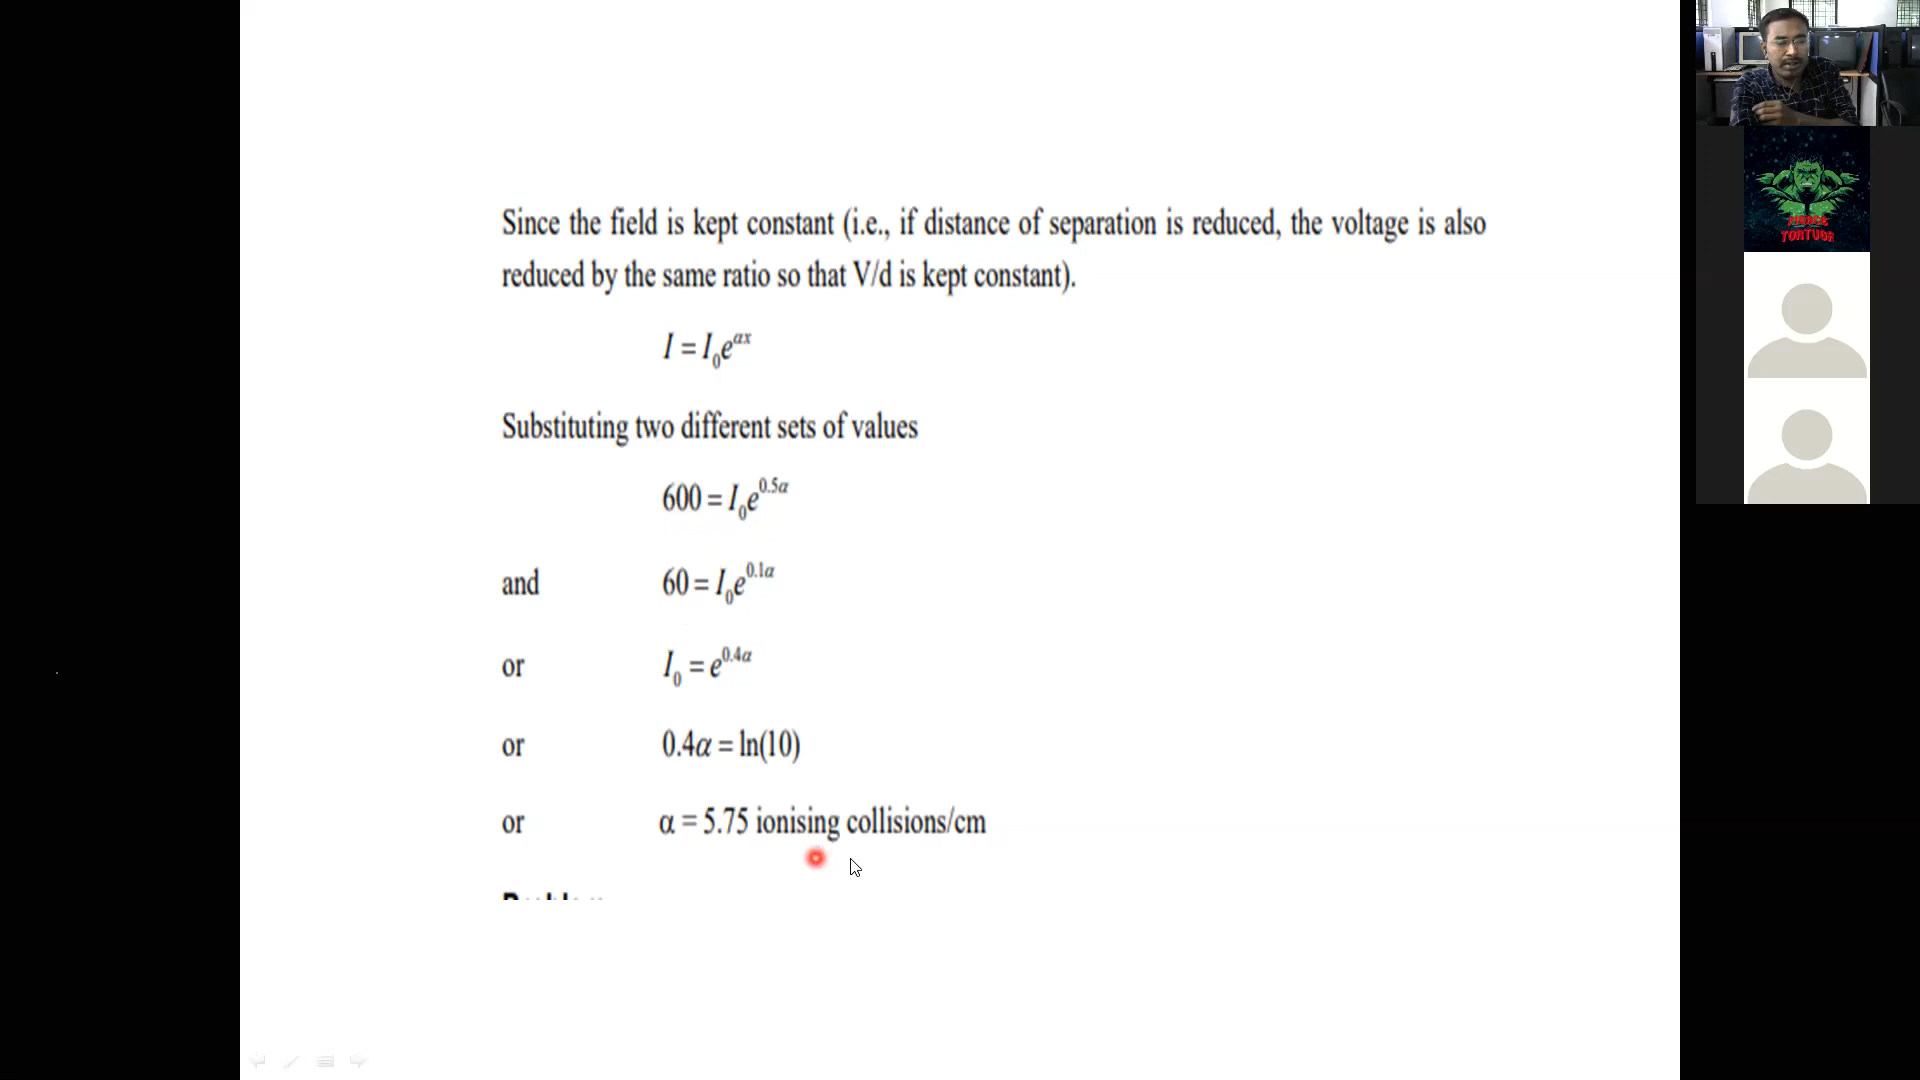 Since the field is kept constant (i.e., if distance of separation is reduced, the voltage is also
reduced by the same ratio so that V/d is kept constant).
I = I₀e^{αx}
Substituting two different sets of values
600 = I₀e^{0.5α}
and 60 = I₀e^{0.1α}
or I₀ = e^{0.4α}
or 0.4α = ln(10)
or α = 5.75 ionising collisions/cm
TORTUGA